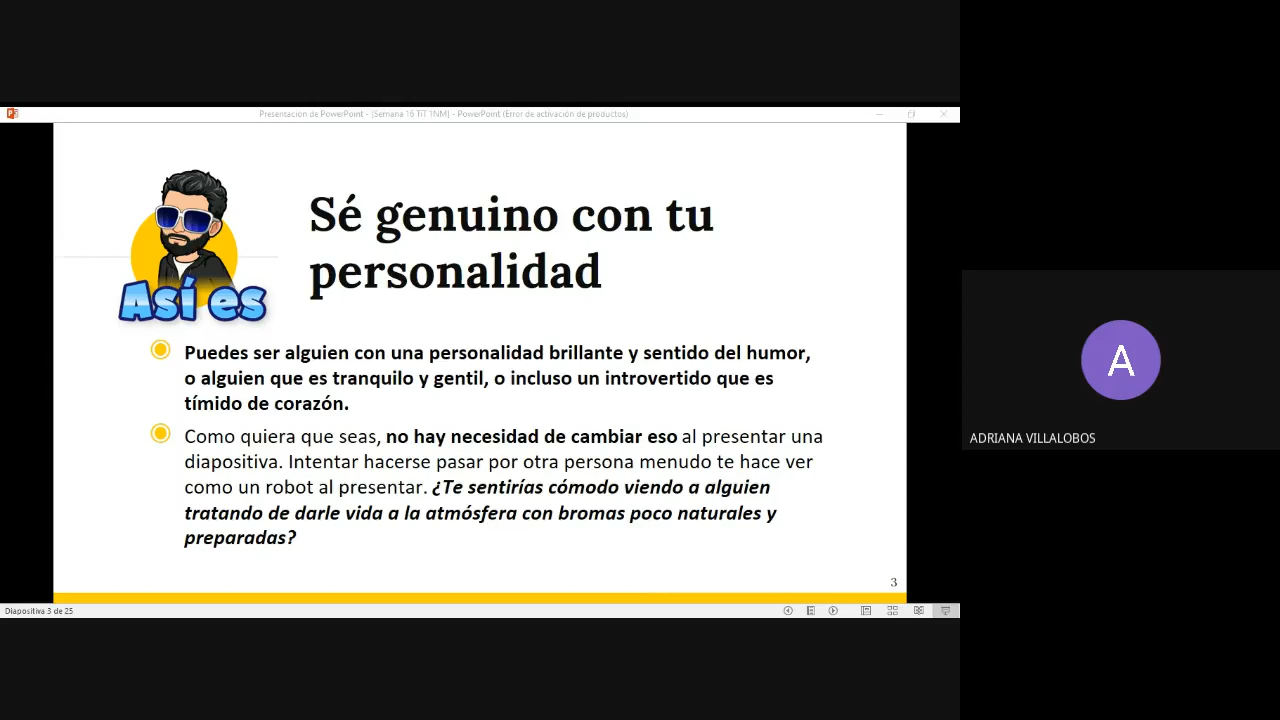 Presentación de PowerPoint - [Semana 16 TIT 1NM] - PowerPoint (Error de activación de productos)
Sé genuino con tu
personalidad
Así es
Puedes ser alguien con una personalidad brillante y sentido del humor,
o alguien que es tranquilo y gentil, o incluso un introvertido que es
tímido de corazón.
Como quiera que seas, no hay necesidad de cambiar eso al presentar una
diapositiva. Intentar hacerse pasar por otra persona menudo te hace ver
como un robot al presentar. ¿Te sentirías cómodo viendo a alguien
tratando de darle vida a la atmósfera con bromas poco naturales y
preparadas?
3
Diapositiva 3 de 25
A
ADRIANA VILLALOBOS